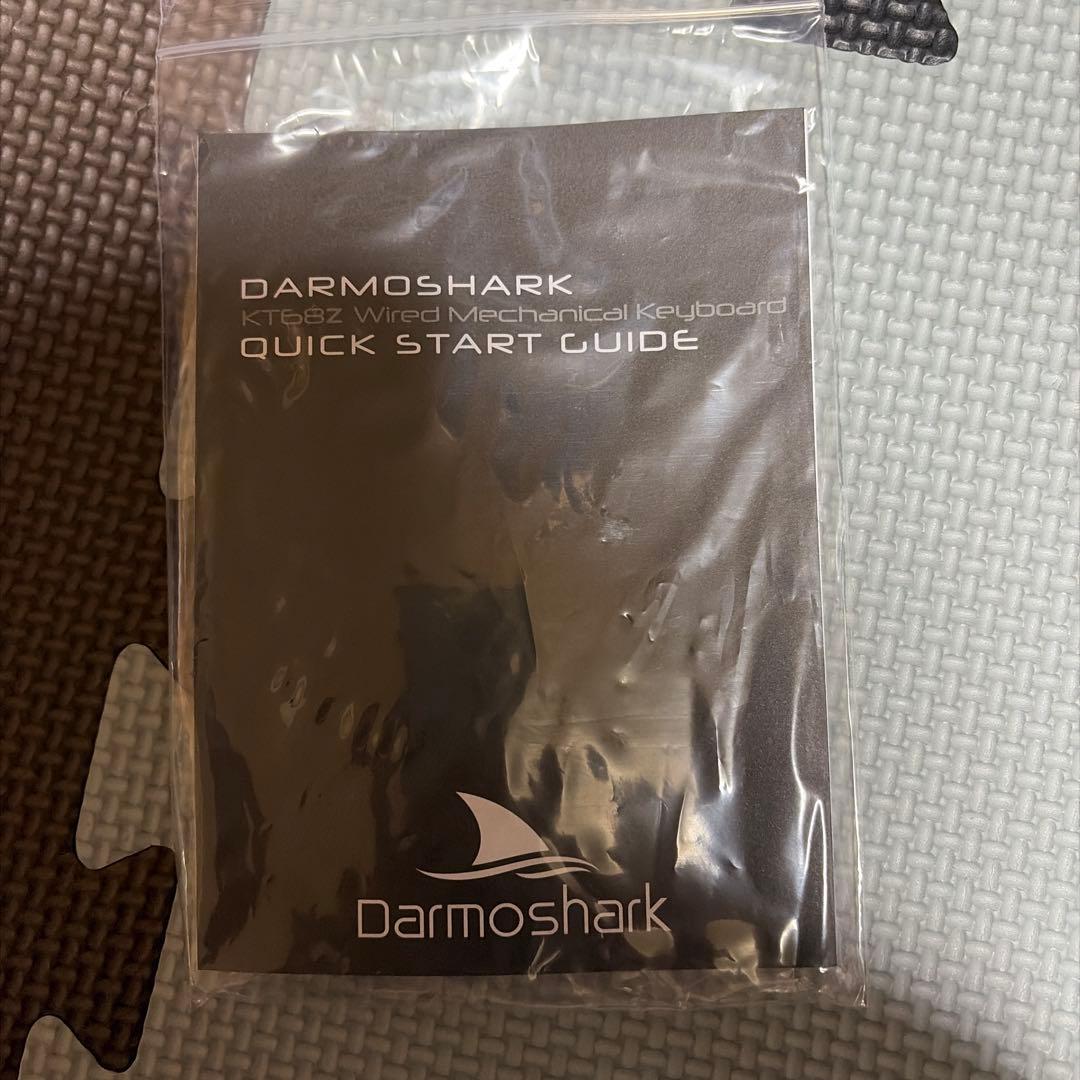 DARMOSHARK
KT68Z Wired Mechanical Keyboard
QUICK START GUIDE
Darmoshark